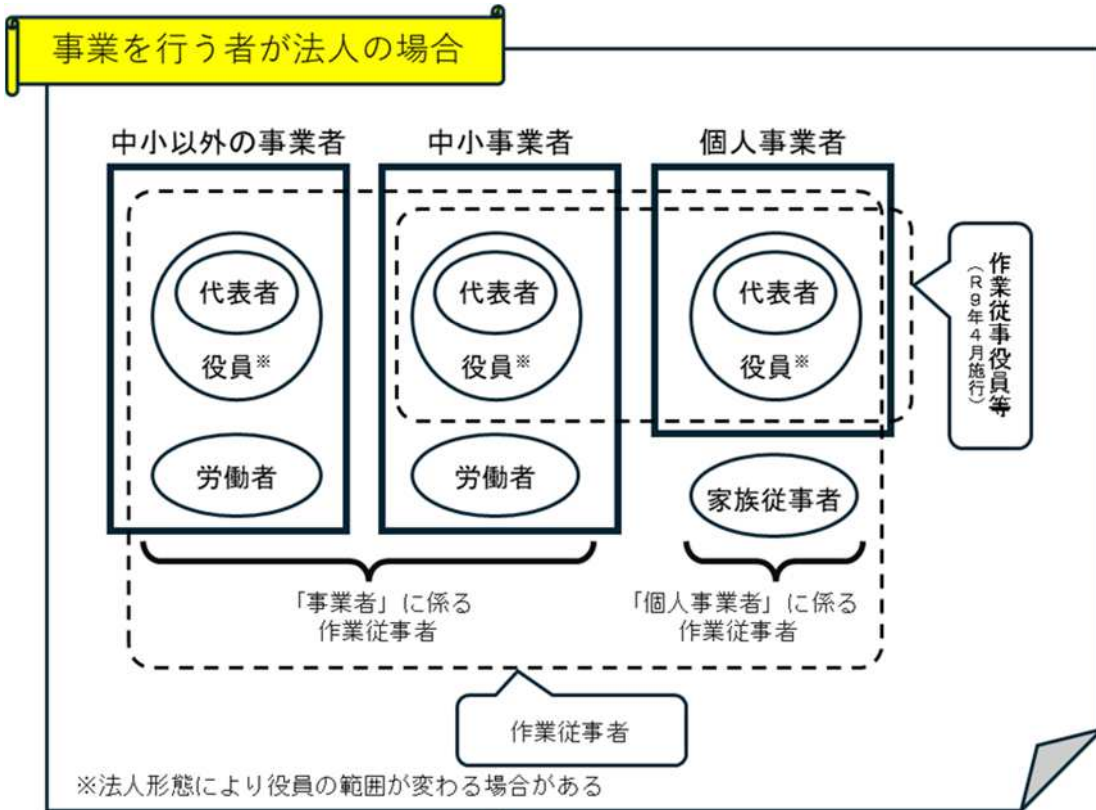 事業を行う者が法人の場合
中小以外の事業者
中小事業者
個人事業者
代表者
役員※
労働者
代表者
役員※
労働者
代表者
役員※
家族従事者
作業従事役員等
（R9年4月施行）
「事業者」に係る
作業従事者
「個人事業者」に係る
作業従事者
作業従事者
※法人形態により役員の範囲が変わる場合がある